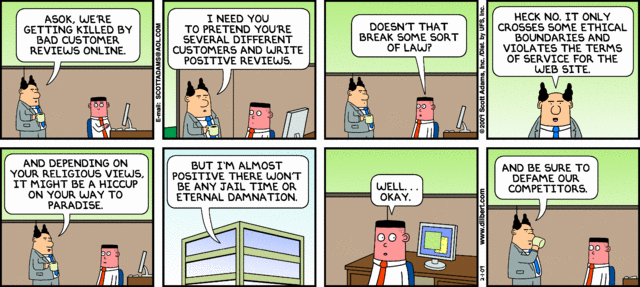 ASOK, WE'RE
GETTING KILLED BY
BAD CUSTOMER
REVIEWS ONLINE.
E-mail: SCOTTADAMS@AOL.COM
I NEED YOU
TO PRETEND YOU'RE
SEVERAL DIFFERENT
CUSTOMERS AND WRITE
POSITIVE REVIEWS.
DOESN'T THAT
BREAK SOME SORT
OF LAW?
© 2009 Scott Adams, Inc./Dist. by UFS, Inc.
HECK NO. IT ONLY
CROSSES SOME ETHICAL
BOUNDARIES AND
VIOLATES THE TERMS
OF SERVICE FOR THE
WEB SITE.
AND DEPENDING ON
YOUR RELIGIOUS VIEWS,
IT MIGHT BE A HICCUP
ON YOUR WAY TO
PARADISE.
BUT I'M ALMOST
POSITIVE THERE WON'T
BE ANY JAIL TIME OR
ETERNAL DAMNATION.
WELL...
OKAY.
www.dilbert.com
2-1-09
AND BE SURE TO
DEFAME OUR
COMPETITORS.